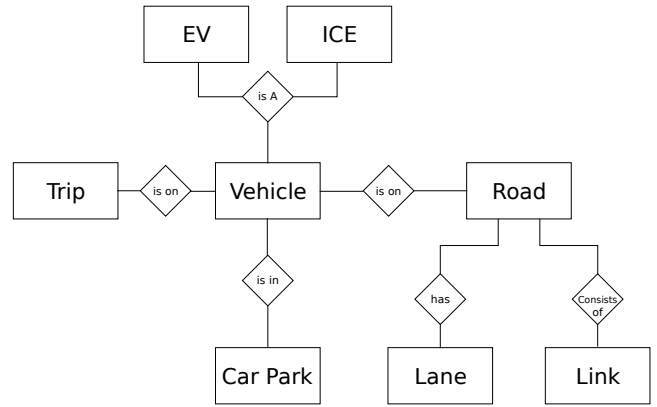 EV
ICE
is A
Trip
is on
Vehicle
is on
Road
is in
has
Consists
of
Car Park
Lane
Link